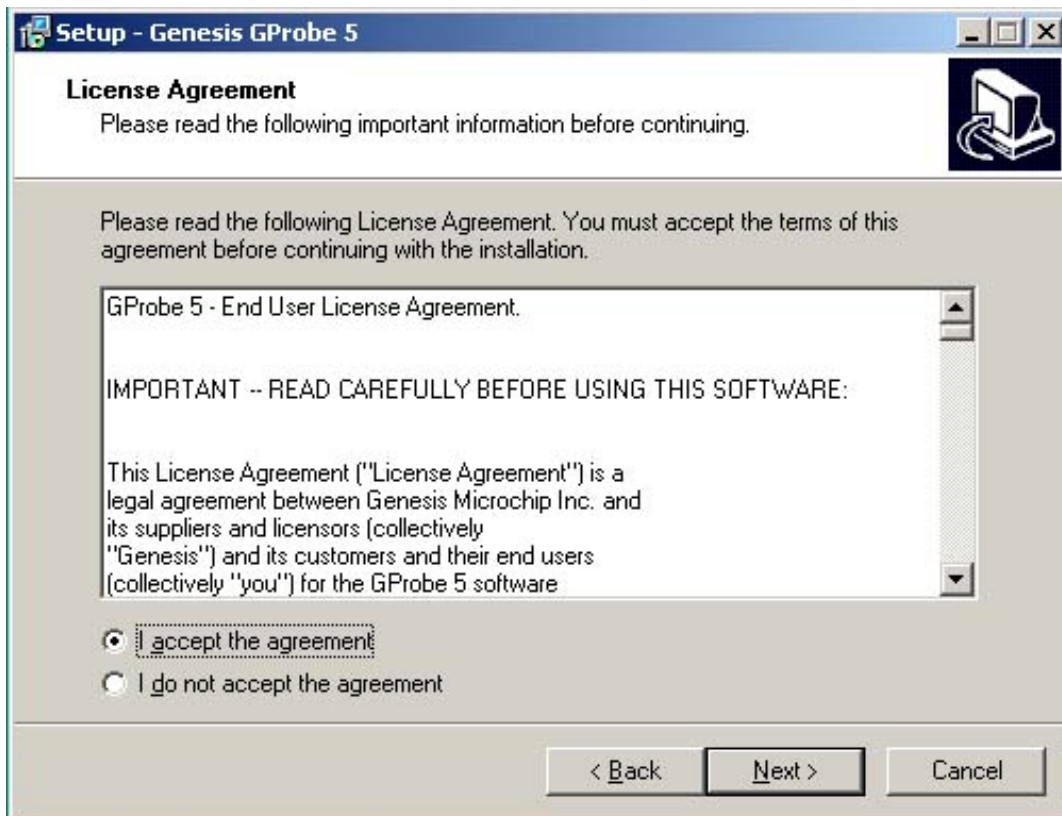 Setup - Genesis GProbe 5
License Agreement
Please read the following important information before continuing.
Please read the following License Agreement. You must accept the terms of this
agreement before continuing with the installation.
GProbe 5 - End User License Agreement.
IMPORTANT -- READ CAREFULLY BEFORE USING THIS SOFTWARE:
This License Agreement ("License Agreement") is a
legal agreement between Genesis Microchip Inc. and
its suppliers and licensors (collectively
"Genesis") and its customers and their end users
(collectively "you") for the GProbe 5 software
I accept the agreement
I do not accept the agreement
< Back Next > Cancel